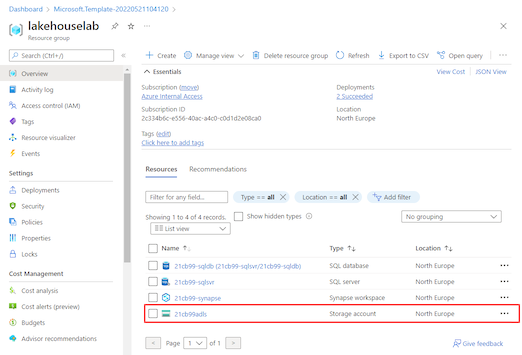 Dashboard > Microsoft.Template-20220521104120 >
lakehouselab
Resource group
Search (Ctrl+/)
Overview
Activity log
Access control (IAM)
Tags
Resource visualizer
Events
Settings
Deployments
Security
Policies
Properties
Locks
Cost Management
Cost analysis
Cost alerts (preview)
Budgets
Advisor recommendations
Create Manage view Delete resource group Refresh Export to CSV Open query
Essentials View Cost JSON View
Subscription (move) Deployments
Azure Internal Access 2 Succeeded
Subscription ID Location
2c334b6c-e556-40ac-a4c0-c0d1d2e08ca0 North Europe
Tags (edit)
Click here to add tags
Resources Recommendations
Filter for any field... Type == all Location == all Add filter
Showing 1 to 4 of 4 records. Show hidden types No grouping
List view
Name Type Location
21cb99-sqldb (21cb99-sqlsvr/21cb99-sqldb) SQL database North Europe
21cb99-sqlsvr SQL server North Europe
21cb99-synapse Synapse workspace North Europe
21cb99adls Storage account North Europe
Page 1 of 1 Give feedback